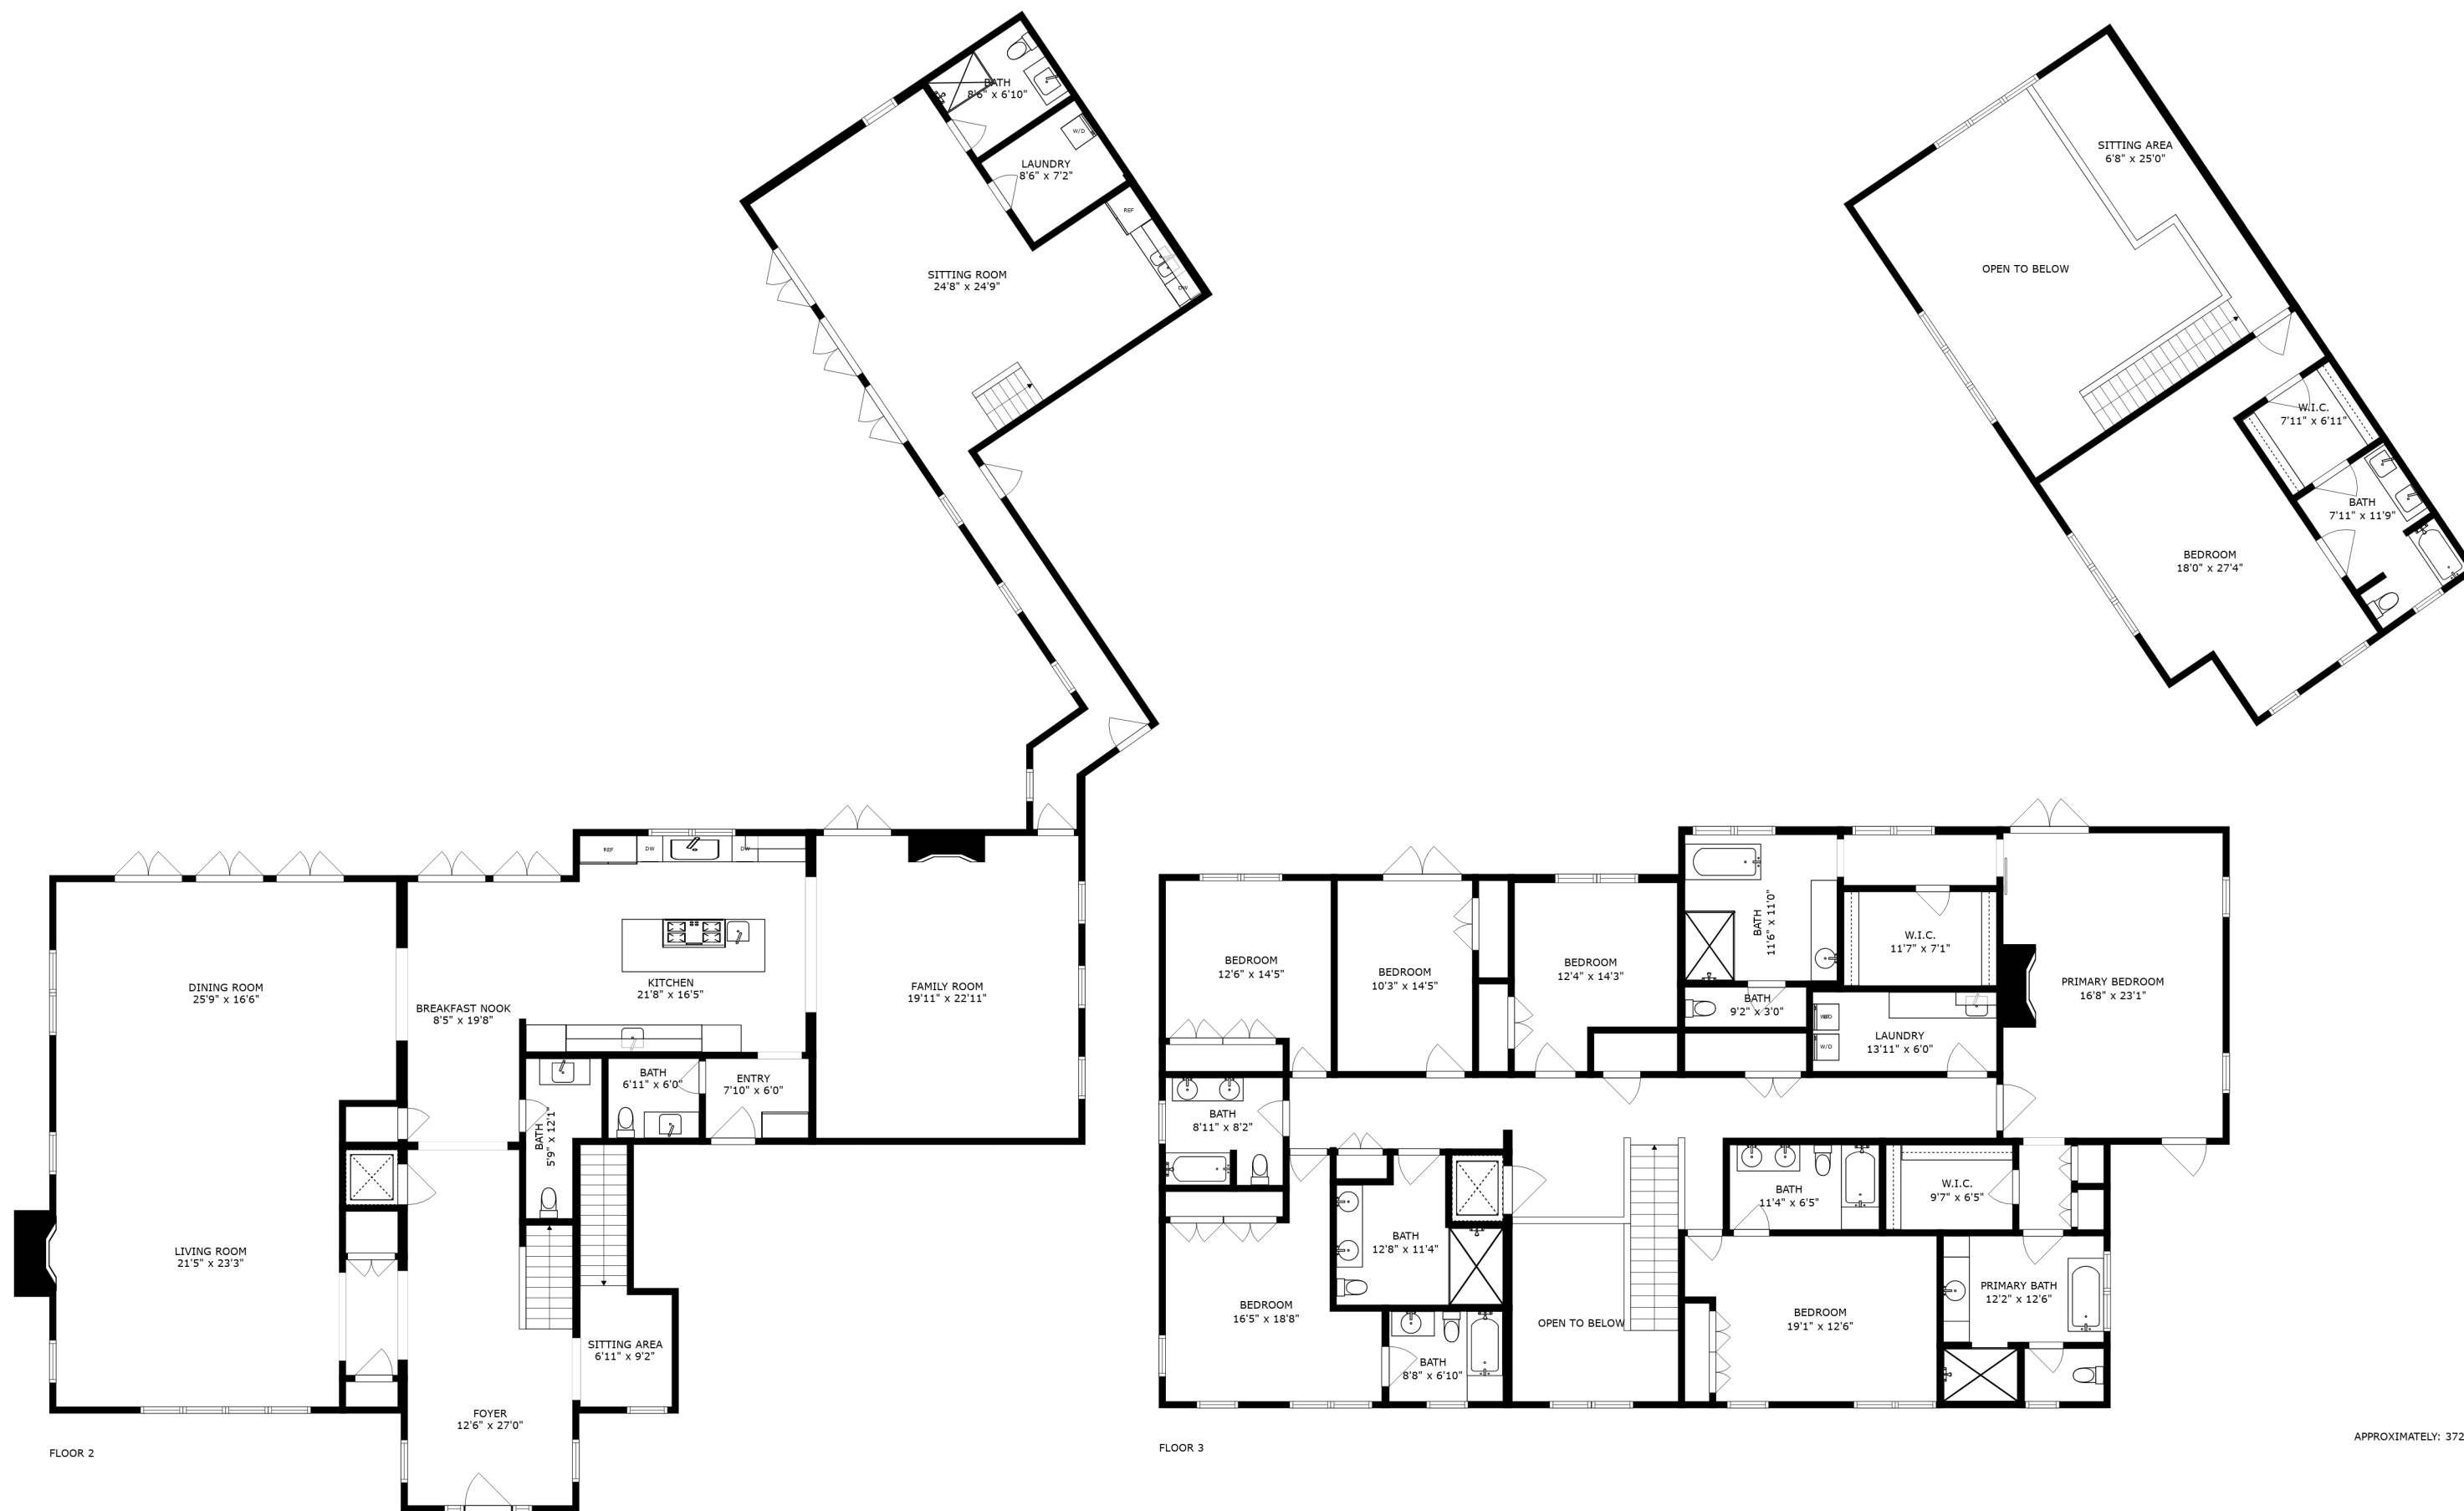 BATH
8'6" x 6'10"
W/D
LAUNDRY
8'6" x 7'2"
REF
DW
SITTING ROOM
24'8" x 24'9"
REF
DW
DW
DINING ROOM
25'9" x 16'6"
BREAKFAST NOOK
8'5" x 19'8"
KITCHEN
21'8" x 16'5"
FAMILY ROOM
19'11" x 22'11"
BATH
5'9" x 12'1"
BATH
6'11" x 6'0"
ENTRY
7'10" x 6'0"
LIVING ROOM
21'5" x 23'3"
SITTING AREA
6'11" x 9'2"
FOYER
12'6" x 27'0"
FLOOR 2
SITTING AREA
6'8" x 25'0"
OPEN TO BELOW
W.I.C.
7'11" x 6'11"
BATH
7'11" x 11'9"
BEDROOM
18'0" x 27'4"
BEDROOM
12'6" x 14'5"
BEDROOM
10'3" x 14'5"
BEDROOM
12'4" x 14'3"
BATH
11'6" x 11'0"
W.I.C.
11'7" x 7'1"
PRIMARY BEDROOM
16'8" x 23'1"
BATH
9'2" x 3'0"
W/D
LAUNDRY
13'11" x 6'0"
W/D
BATH
8'11" x 8'2"
BATH
12'8" x 11'4"
BATH
11'4" x 6'5"
W.I.C.
9'7" x 6'5"
BEDROOM
16'5" x 18'8"
OPEN TO BELOW
BEDROOM
19'1" x 12'6"
PRIMARY BATH
12'2" x 12'6"
BATH
8'8" x 6'10"
FLOOR 3
APPROXIMATELY: 372